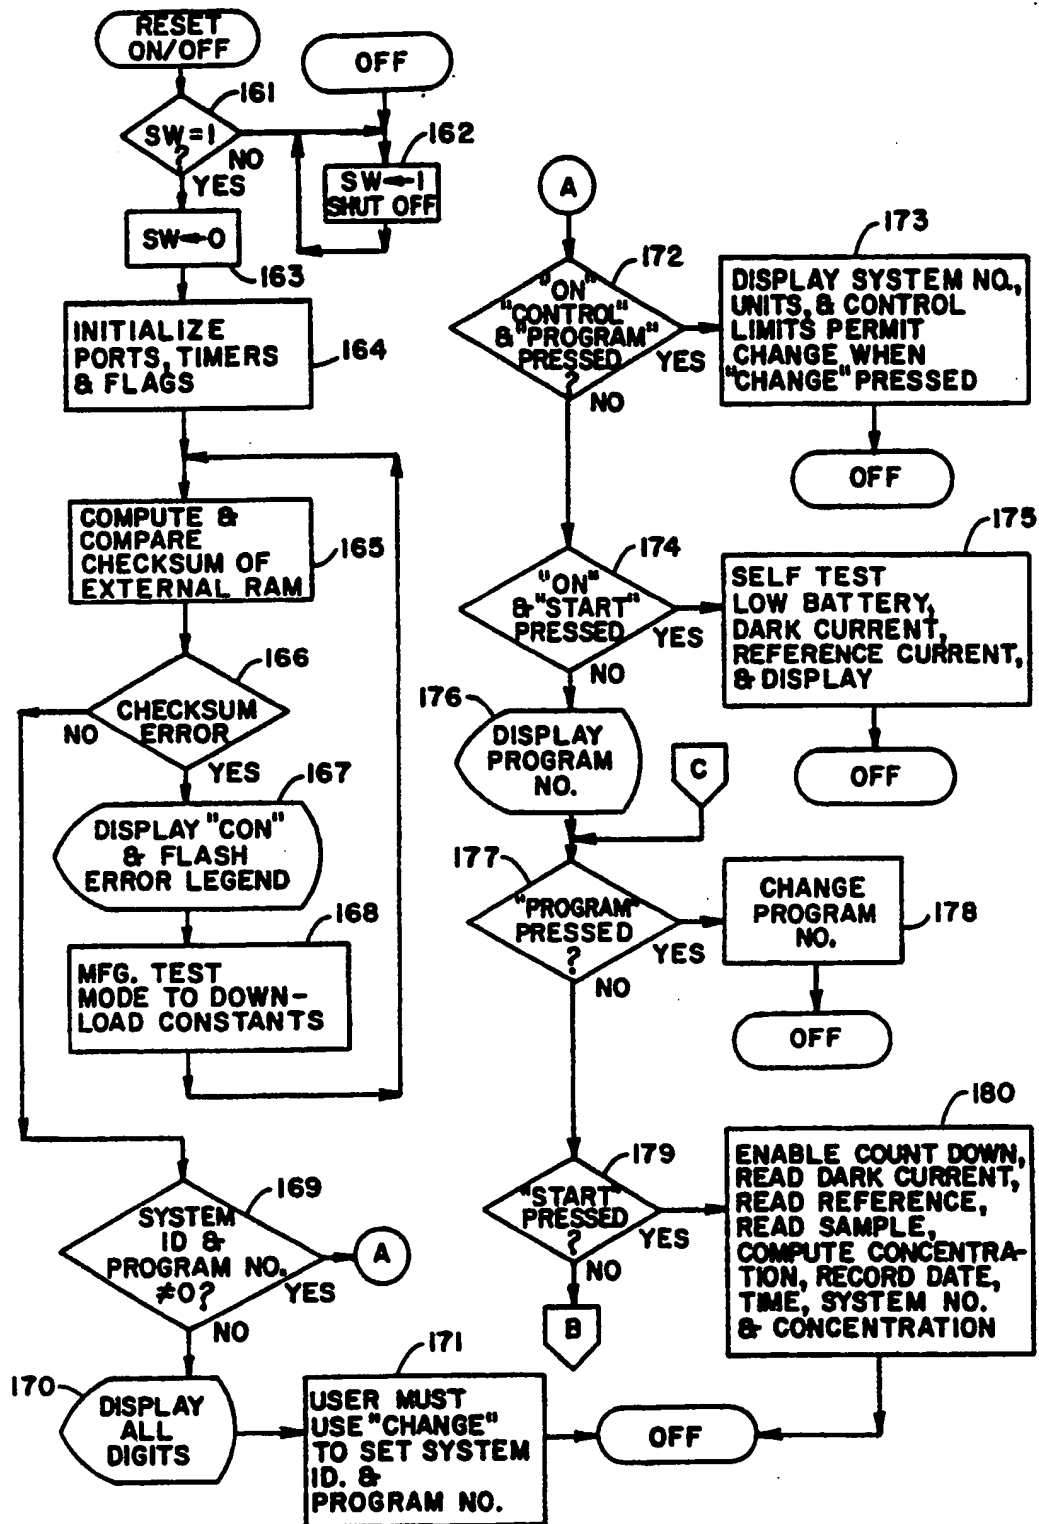 RESET
ON/OFF
OFF
161
SW=1
?
NO
YES
162
SW←1
SHUT OFF
SW←0
163
INITIALIZE
PORTS, TIMERS
& FLAGS
164
COMPUTE &
COMPARE
CHECKSUM OF
EXTERNAL RAM
165
166
CHECKSUM
ERROR
NO
YES
167
DISPLAY "CON"
& FLASH
ERROR LEGEND
168
MFG. TEST
MODE TO DOWN-
LOAD CONSTANTS
169
SYSTEM
ID &
PROGRAM NO.
≠0?
YES
A
NO
170
DISPLAY
ALL
DIGITS
171
USER MUST
USE "CHANGE"
TO SET SYSTEM
ID. &
PROGRAM NO.
OFF
A
172
"ON"
"CONTROL"
& "PROGRAM"
PRESSED
?
YES
NO
173
DISPLAY SYSTEM NO.,
UNITS, & CONTROL
LIMITS PERMIT
CHANGE WHEN
"CHANGE" PRESSED
OFF
174
"ON"
& "START"
PRESSED
YES
NO
175
SELF TEST
LOW BATTERY,
DARK CURRENT,
REFERENCE CURRENT,
& DISPLAY
OFF
176
DISPLAY
PROGRAM
NO.
C
177
"PROGRAM"
PRESSED
?
YES
NO
CHANGE
PROGRAM
NO.
178
OFF
179
"START"
PRESSED
?
YES
NO
B
180
ENABLE COUNT DOWN,
READ DARK CURRENT,
READ REFERENCE,
READ SAMPLE,
COMPUTE CONCENTRA-
TION, RECORD DATE,
TIME, SYSTEM NO.
& CONCENTRATION